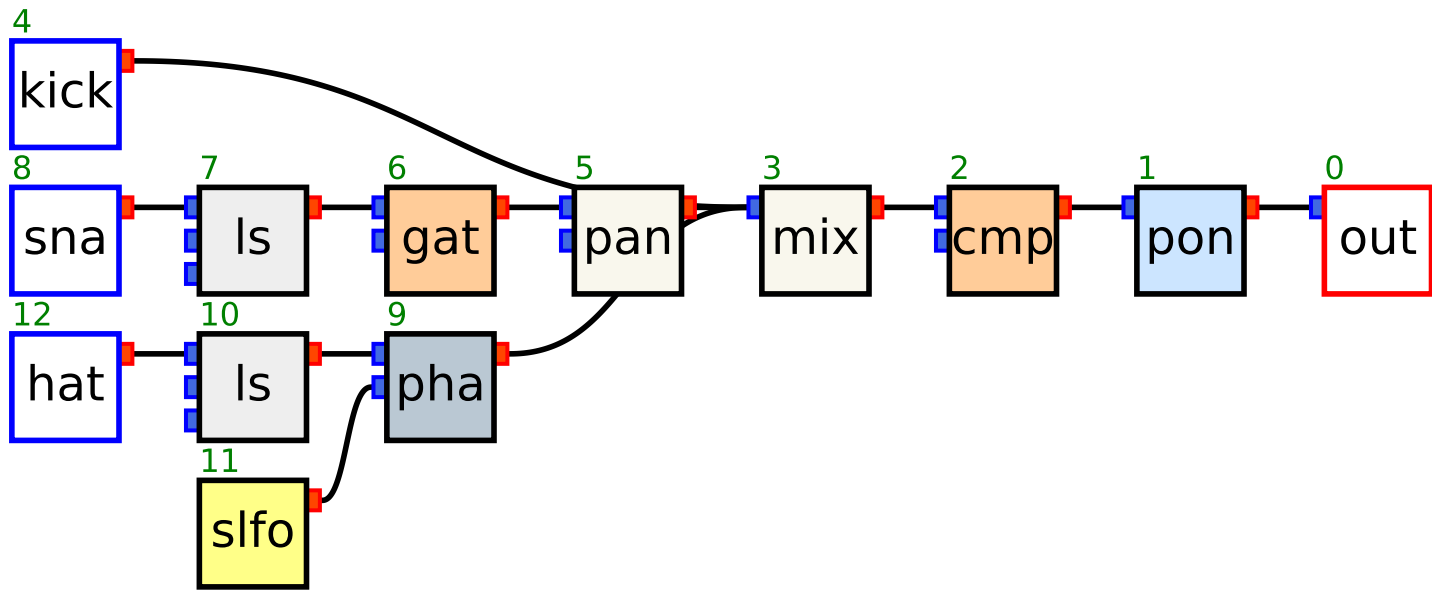 4
kick
8 7 6 5 3 2 1 0
sna ls gat pan mix cmp pon out
12 10 9
hat ls pha
11
slfo